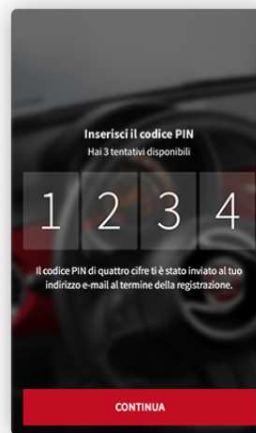 Inserisci il codice PIN
Hai 3 tentativi disponibili
1 2 3 4
Il codice PIN di quattro cifre ti è stato inviato al tuo
indirizzo e-mail al termine della registrazione.
CONTINUA